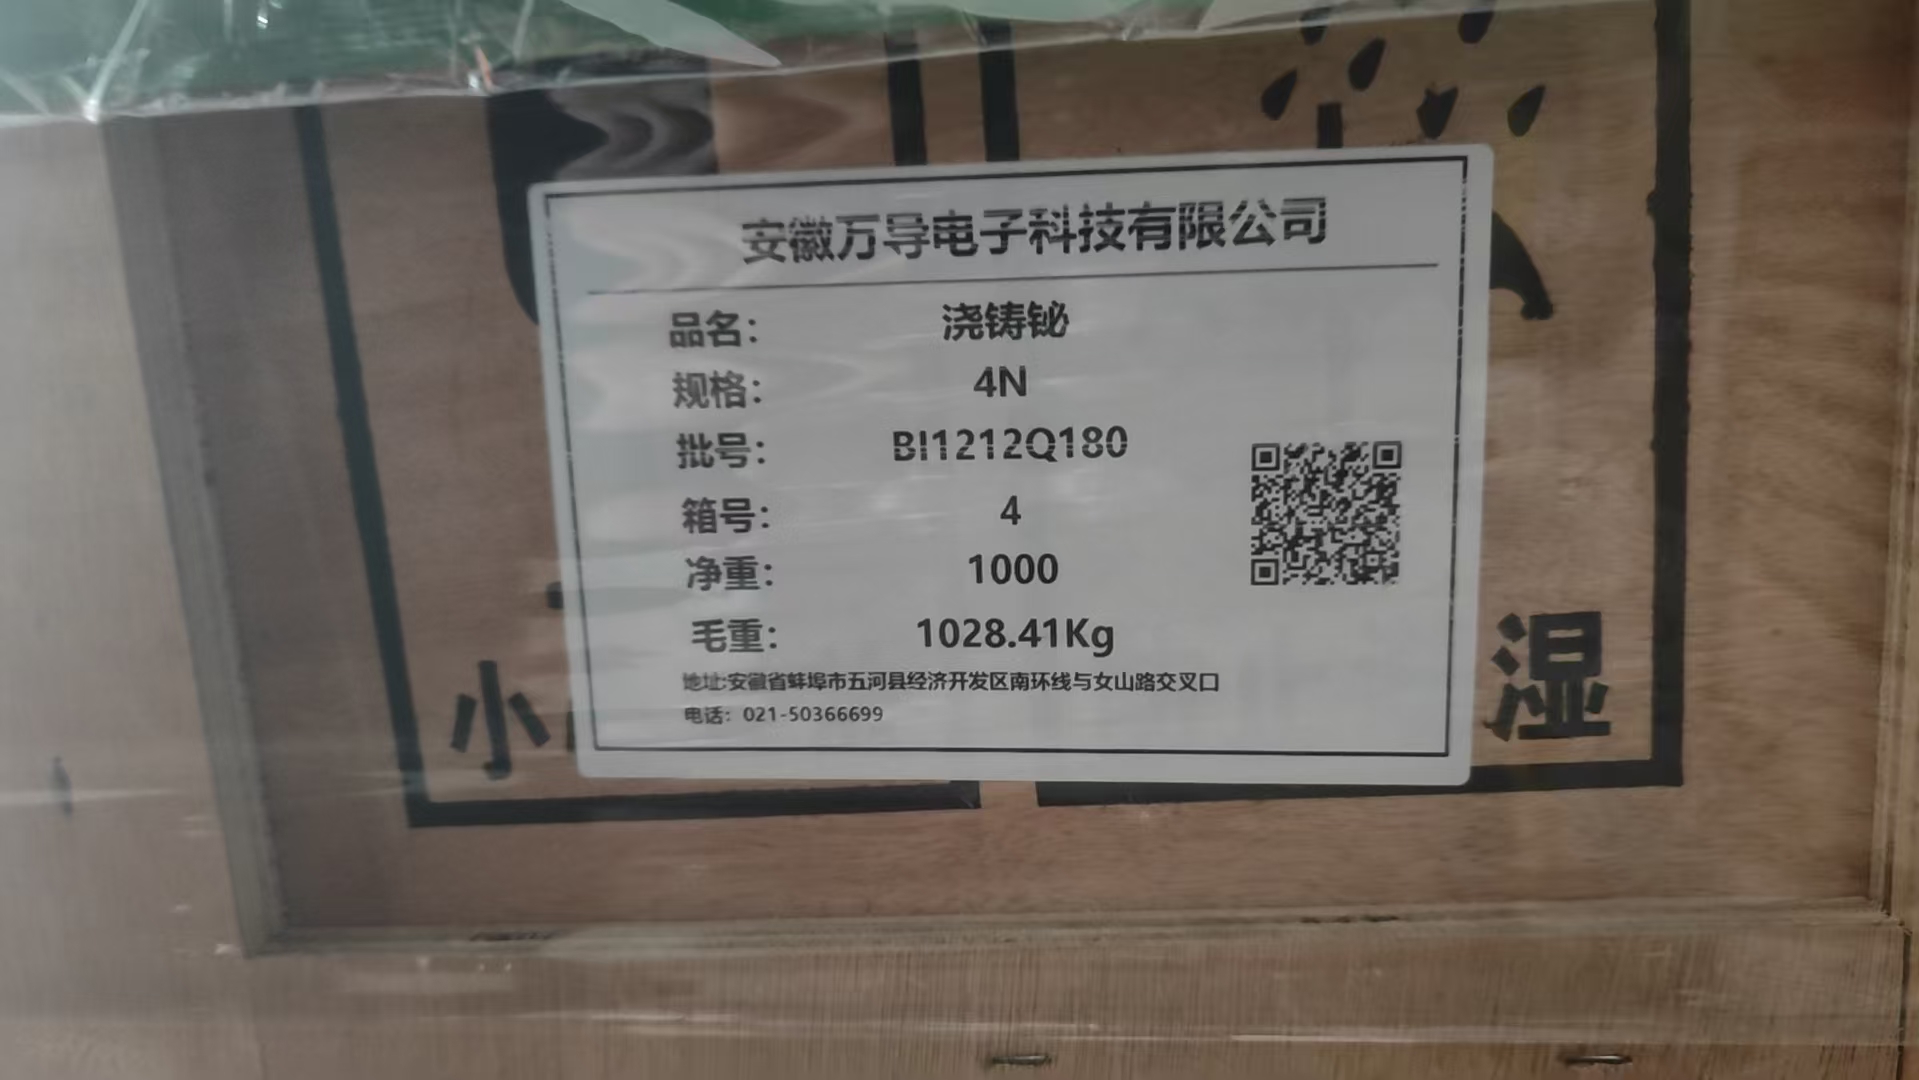 安徽万导电子科技有限公司
品名： 浇铸铋
规格： 4N
批号： BI1212Q180
箱号： 4
净重： 1000
毛重： 1028.41Kg
地址:安徽省蚌埠市五河县经济开发区南环线与女山路交叉口
电话：021-50366699
小
湿